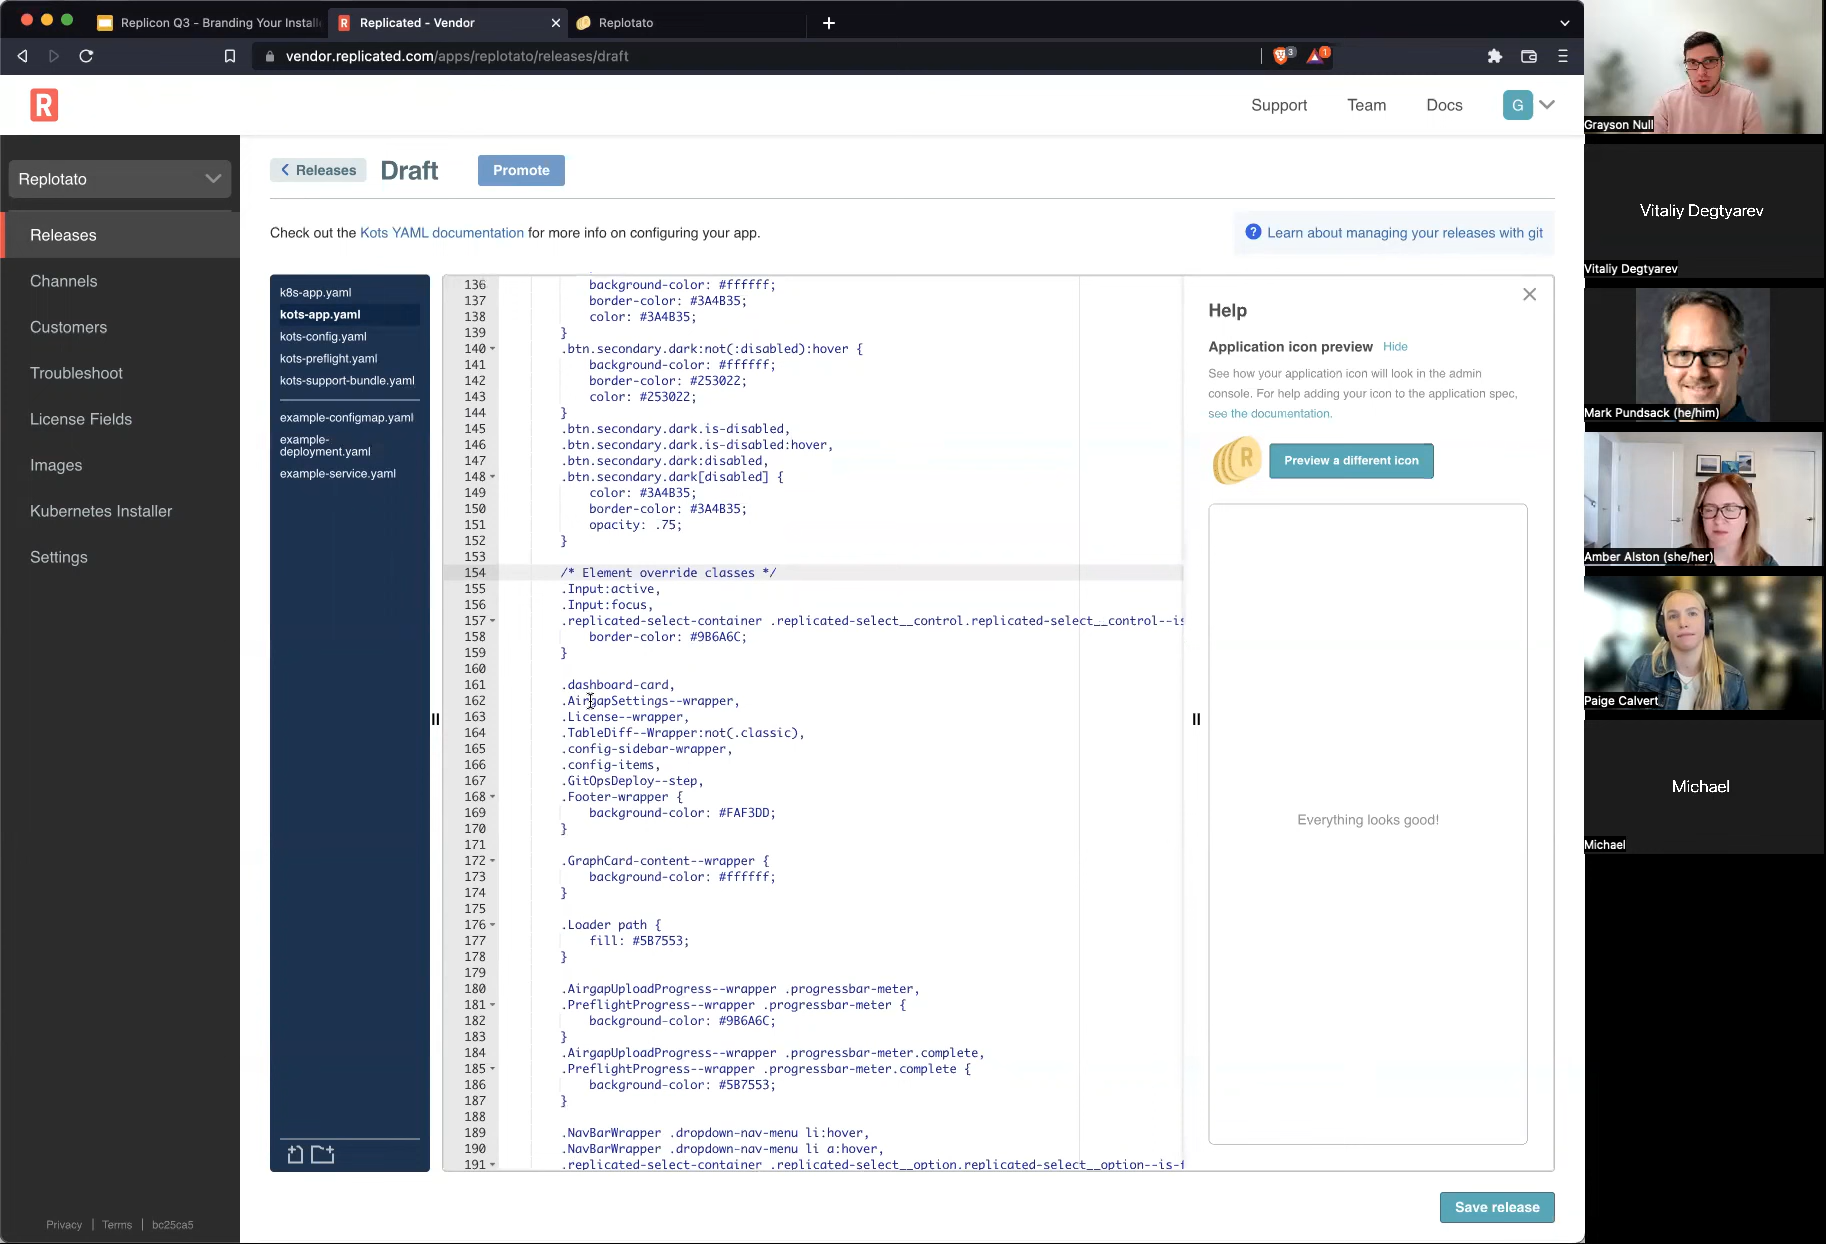 Replicon Q3 - Branding Your Install
R Replicated - Vendor
Replotato
vendor.replicated.com/apps/replotato/releases/draft
3
1
R
Support
Team
Docs
G
Replotato
Releases
Channels
Customers
Troubleshoot
License Fields
Images
Kubernetes Installer
Settings
Privacy | Terms | bc25ca5
Releases
Draft
Promote
Check out the Kots YAML documentation for more info on configuring your app.
? Learn about managing your releases with git
k8s-app.yaml
kots-app.yaml
kots-config.yaml
kots-preflight.yaml
kots-support-bundle.yaml
example-configmap.yaml
example-
deployment.yaml
example-service.yaml
136 background-color: #ffffff;
137 border-color: #3A4B35;
138 color: #3A4B35;
139 }
140 .btn.secondary.dark:not(:disabled):hover {
141 background-color: #ffffff;
142 border-color: #253022;
143 color: #253022;
144 }
145 .btn.secondary.dark.is-disabled,
146 .btn.secondary.dark.is-disabled:hover,
147 .btn.secondary.dark:disabled,
148 .btn.secondary.dark[disabled] {
149 color: #3A4B35;
150 border-color: #3A4B35;
151 opacity: .75;
152 }
153
154 /* Element override classes */
155 .Input:active,
156 .Input:focus,
157 .replicated-select-container .replicated-select__control.replicated-select__control--is
158 border-color: #9B6A6C;
159 }
160
161 .dashboard-card,
162 .AirgapSettings--wrapper,
163 .License--wrapper,
164 .TableDiff--Wrapper:not(.classic),
165 .config-sidebar-wrapper,
166 .config-items,
167 .GitOpsDeploy--step,
168 .Footer-wrapper {
169 background-color: #FAF3DD;
170 }
171
172 .GraphCard-content--wrapper {
173 background-color: #ffffff;
174 }
175
176 .Loader path {
177 fill: #5B7553;
178 }
179
180 .AirgapUploadProgress--wrapper .progressbar-meter,
181 .PreflightProgress--wrapper .progressbar-meter {
182 background-color: #9B6A6C;
183 }
184 .AirgapUploadProgress--wrapper .progressbar-meter.complete,
185 .PreflightProgress--wrapper .progressbar-meter.complete {
186 background-color: #5B7553;
187 }
188
189 .NavBarWrapper .dropdown-nav-menu li:hover,
190 .NavBarWrapper .dropdown-nav-menu li a:hover,
191 .replicated-select-container .replicated-select__option.replicated-select__option--is-f
Help
Application icon preview Hide
See how your application icon will look in the admin
console. For help adding your icon to the application spec,
see the documentation.
R
Preview a different icon
Everything looks good!
Save release
Grayson Null
Vitaliy Degtyarev
Vitaliy Degtyarev
Mark Pundsack (he/him)
Amber Alston (she/her)
Paige Calvert
Michael
Michael